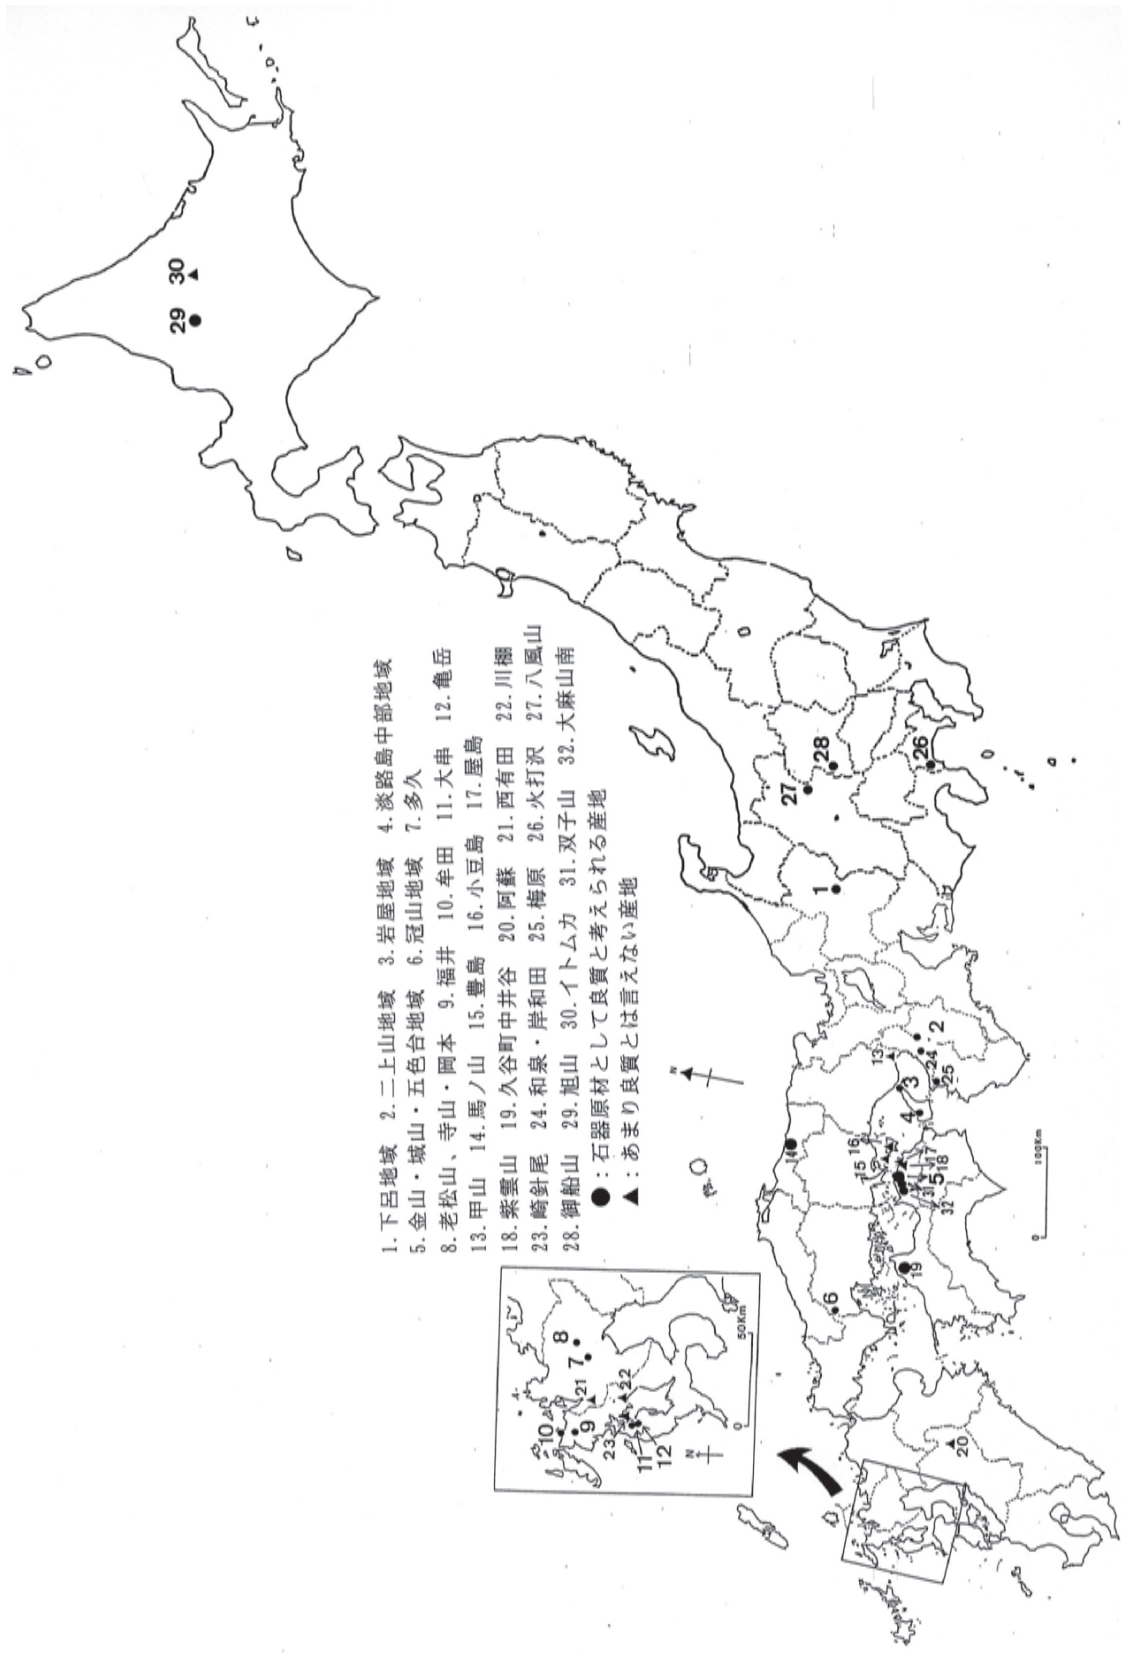 1.下呂地域 2.二上山地域 3.岩屋地域 4.淡路島中部地域
5.金山・城山・五色台地域 6.冠山地域 7.多久
8.老松山、寺山・岡本 9.福井 10.牟田 11.大串 12.亀岳
13.甲山 14.馬ノ山 15.豊島 16.小豆島 17.屋島
18.紫雲山 19.久谷町中井谷 20.阿蘇 21.西有田 22.川棚
23.崎針尾 24.和泉・岸和田 25.梅原 26.火打沢 27.八風山
28.御船山 29.旭山 30.イトムカ 31.双子山 32.大麻山南
●:石器原材として良質と考えられる産地
▲:あまり良質とは言えない産地
N
0 100Km
29
30
28
27
26
1
2
24
25
13
3
4
14
16
15
17
18
5
31
32
19
6
20
10
9
21
7
8
22
23
11
12
N
0 50Km